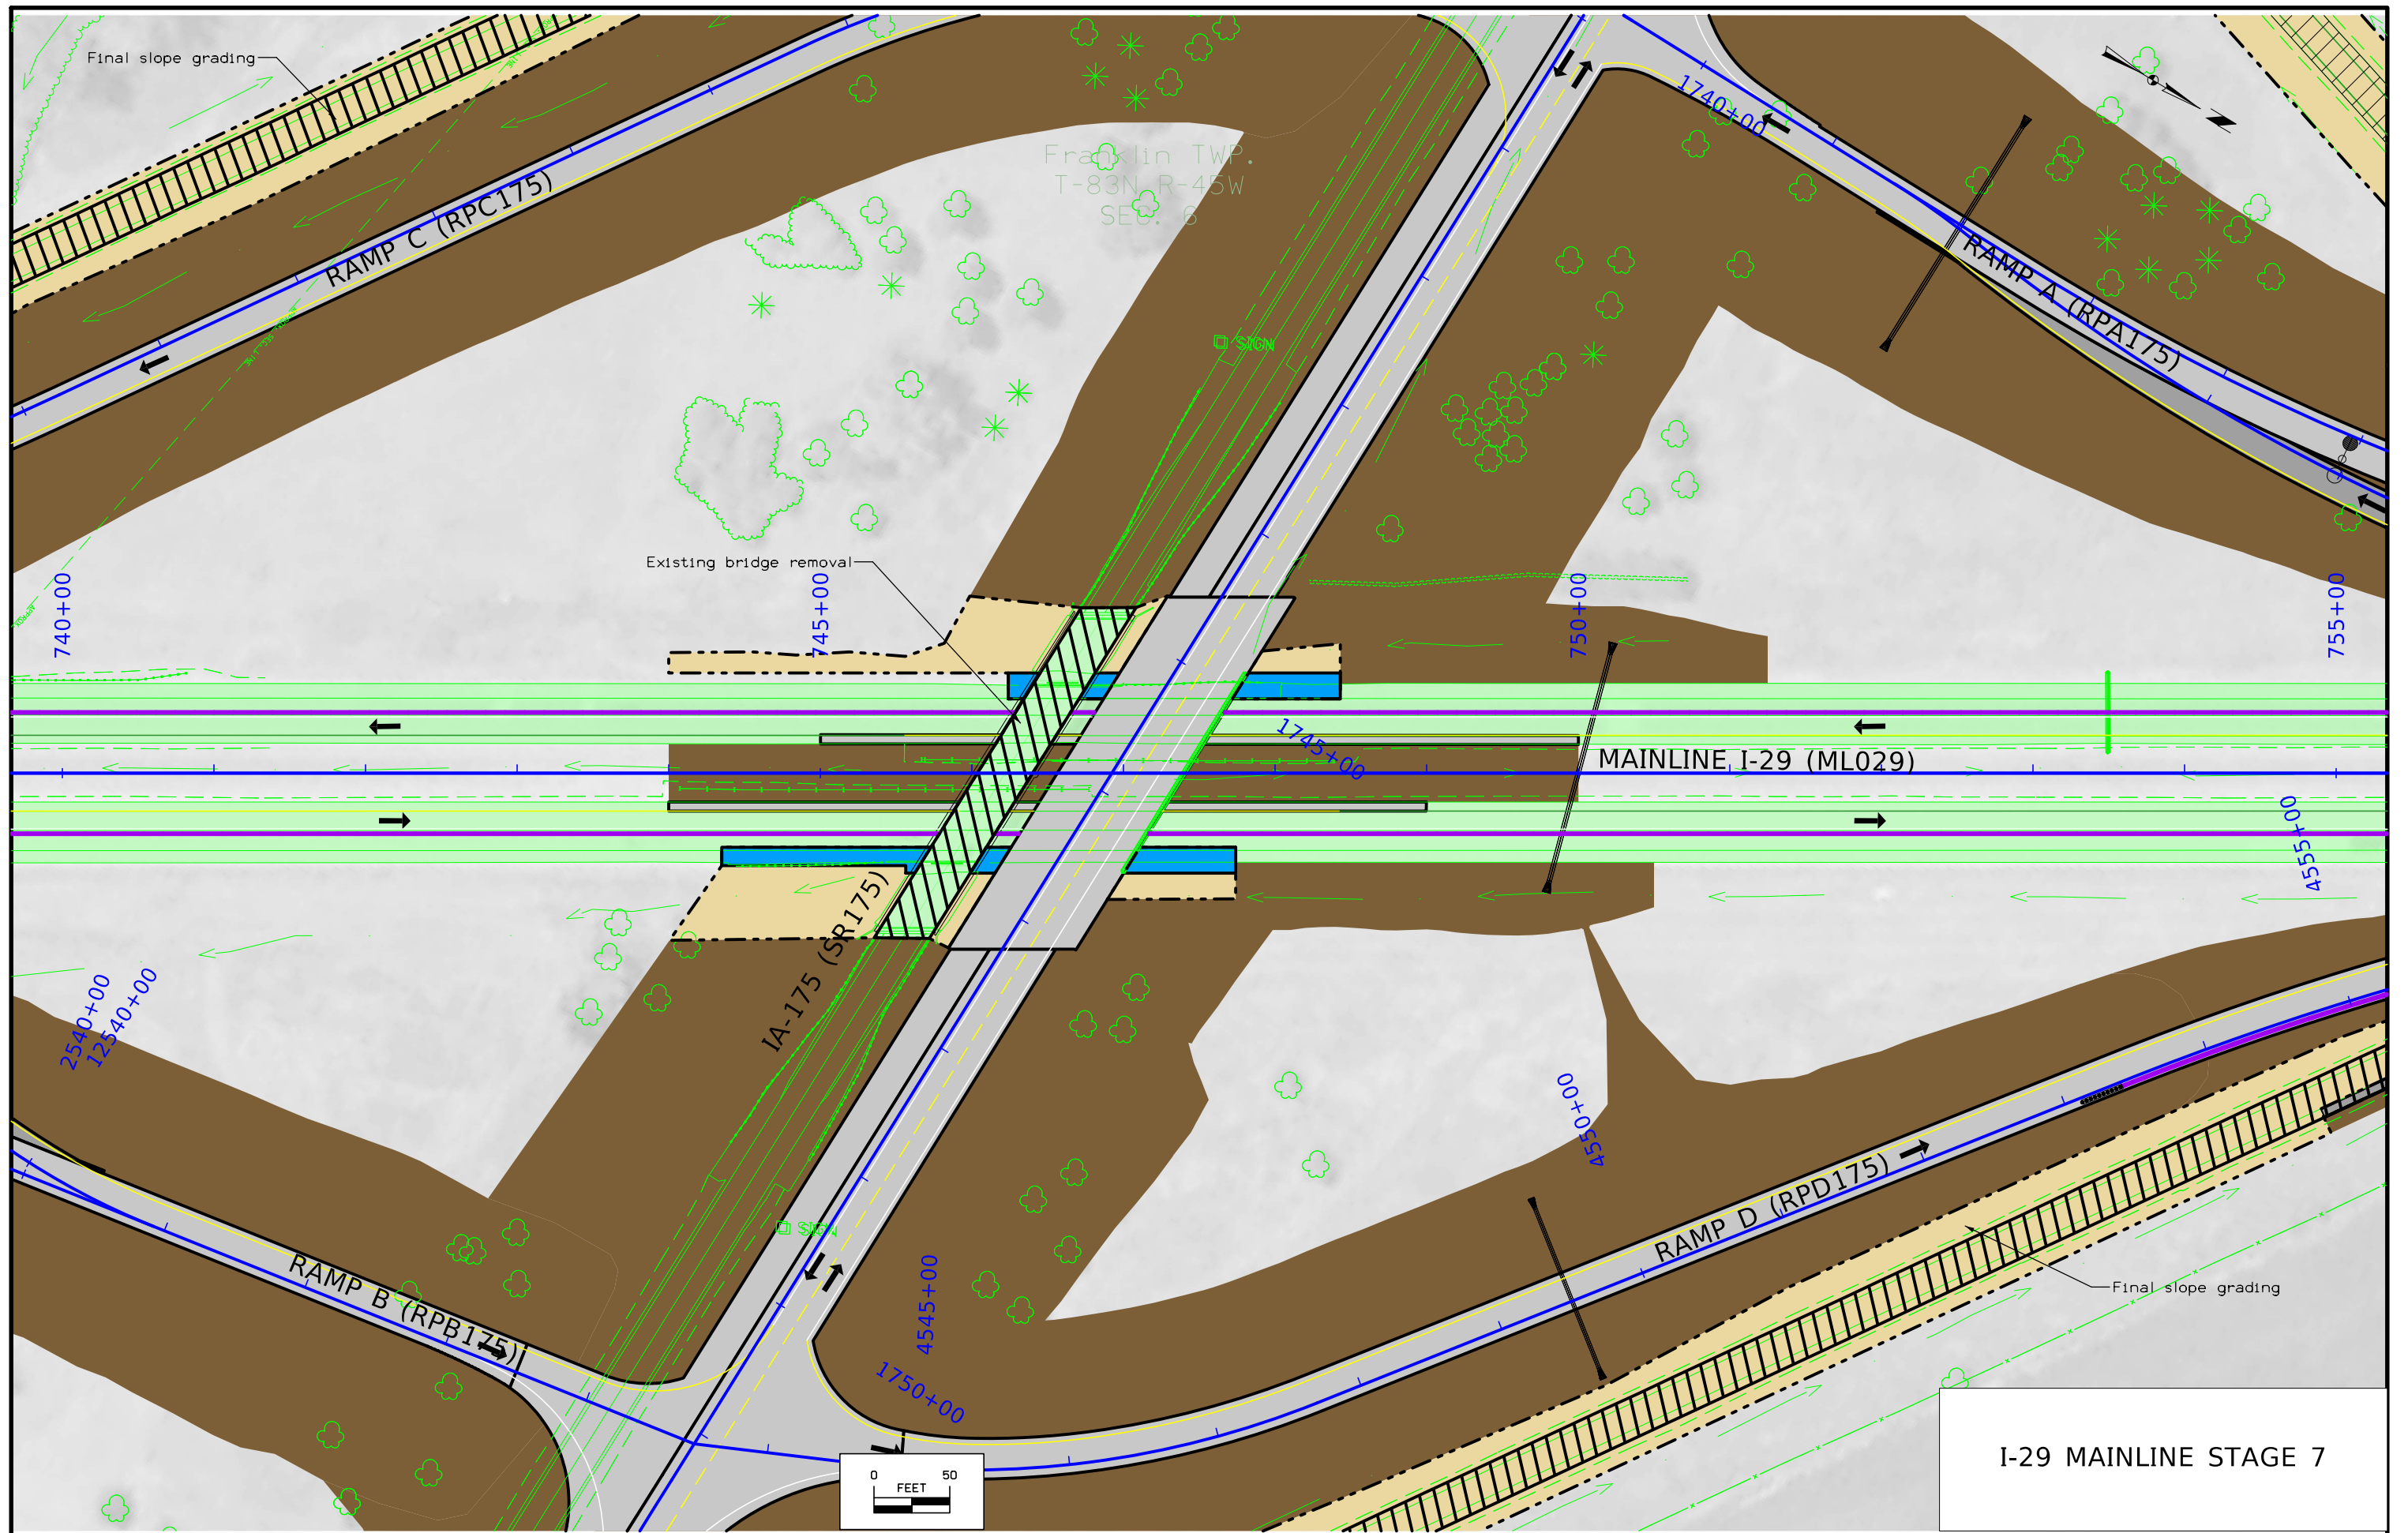 Final slope grading
1740+00
Franklin TWP.
T-83N R-45W
SEC. 6
RAMP C (RPC175)
RAMP A (RPA175)
SIGN
Existing bridge removal
740+00
745+00
750+00
755+00
1745+00
MAINLINE I-29 (ML029)
4555+00
IA-175 (SR175)
2540+00
12540+00
4550+00
RAMP D (RPD175)
SIGN
RAMP B (RPB175)
4545+00
Final slope grading
1750+00
0 50
FEET
I-29 MAINLINE STAGE 7